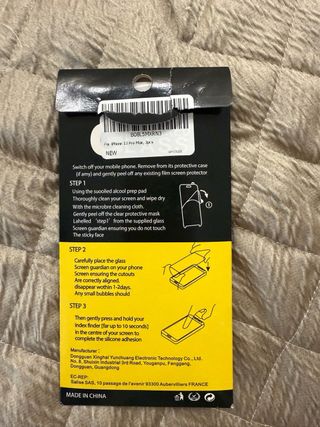 B0BL5MXRN3
For iPhone 11 Pro Max, 3pcs
NEW
Switch off your mobile phone. Remove from its protective case
(if any) and gently peel off any existing film screen protector
STEP 1
Using the suoolied alcool prep pad
Thoroughly clean your screen and wipe dry
With the microbre cleaning cloth.
Gently peel off the clear protective mask
Labelled 'step1' from the supplied glass
Screen guardian ensuring you do not touch
The sticky face
STEP 2
Carefully place the glass
Screen guardian on your phone
Screen ensuring the cutouts
Are correctly aligned.
disappear wothin 1-2days.
Any small bubbles should
STEP 3
Then gently press and hold your
Index finder (far up to 10 seconds)
In the centre of your screen to
complete the silicone adhesion
Manufacturer :
Dongguan Xinghai Yunchuang Electronic Technology Co., Ltd.
No. 8, Shuixin Industrial 3rd Road, Youganpu, Fenggang,
Dongguan, Guangdong
EC-REP:
Salise SAS, 10 passage de l'avenir 93300 Aubervilliers FRANCE
MADE IN CHINA